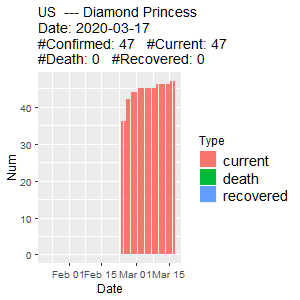 US --- Diamond Princess
Date: 2020-03-17
#Confirmed: 47 #Current: 47
#Death: 0 #Recovered: 0
Num
40
30
20
10
0
Feb 01 Feb 15 Mar 01 Mar 15
Date
Type
current
death
recovered